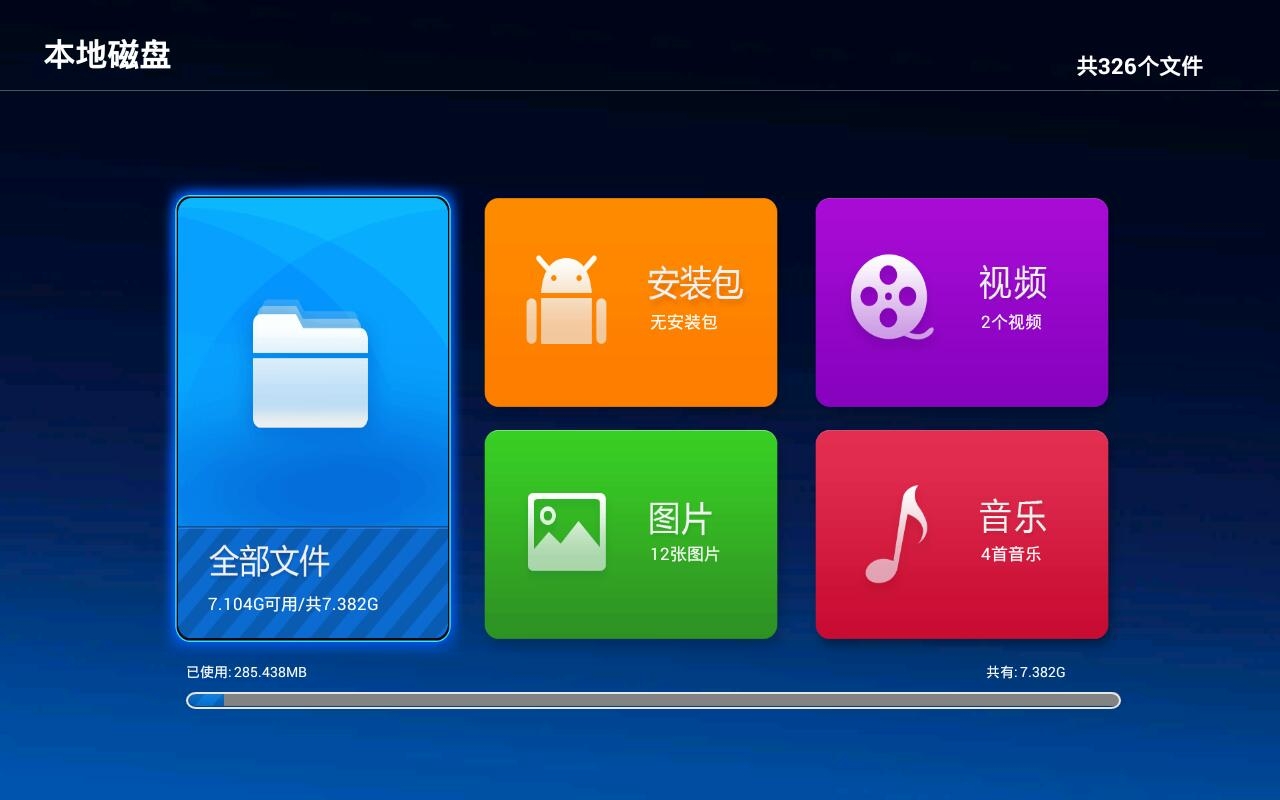 本地磁盘
共326个文件
安装包
无安装包
视频
2个视频
全部文件
7.104G可用/共7.382G
图片
12张图片
音乐
4首音乐
已使用: 285.438MB
共有: 7.382G